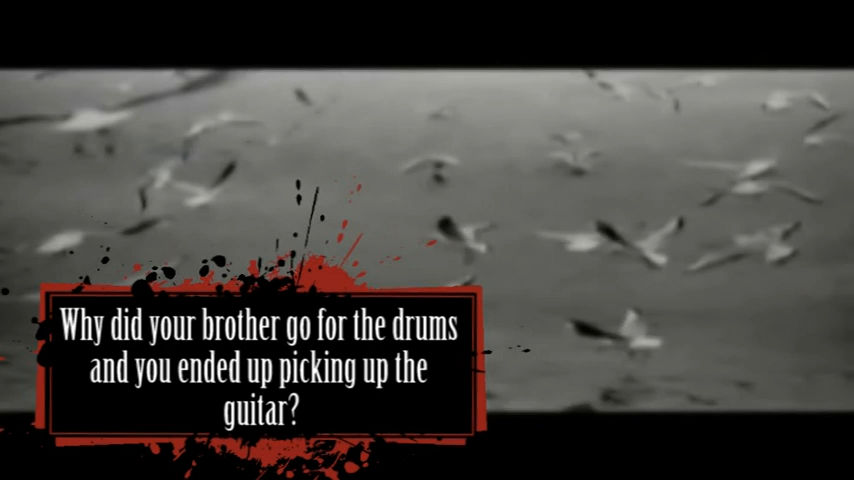 Why did your brother go for the drums
and you ended up picking up the
guitar?